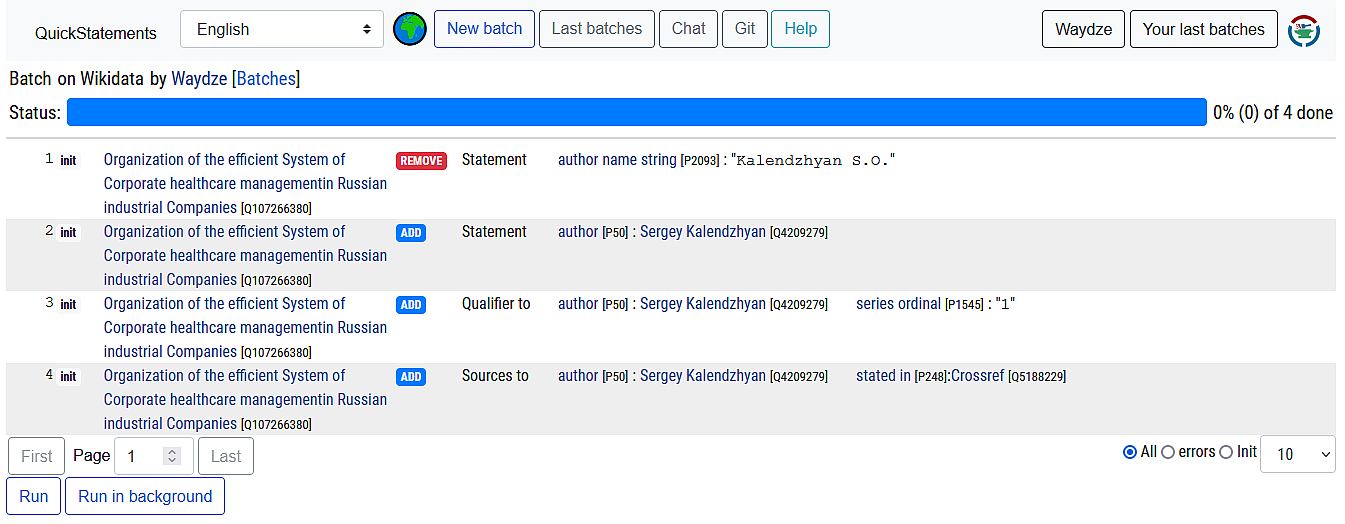 QuickStatements English New batch Last batches Chat Git Help Waydze Your last batches
Batch on Wikidata by Waydze [Batches]
Status: 0% (0) of 4 done
1 init Organization of the efficient System of REMOVE Statement author name string [P2093] : "Kalendzhyan S.O."
Corporate healthcare managementin Russian
industrial Companies [Q107266380]
2 init Organization of the efficient System of ADD Statement author [P50] : Sergey Kalendzhyan [Q4209279]
Corporate healthcare managementin Russian
industrial Companies [Q107266380]
3 init Organization of the efficient System of ADD Qualifier to author [P50] : Sergey Kalendzhyan [Q4209279] series ordinal [P1545] : "1"
Corporate healthcare managementin Russian
industrial Companies [Q107266380]
4 init Organization of the efficient System of ADD Sources to author [P50] : Sergey Kalendzhyan [Q4209279] stated in [P248]:Crossref [Q5188229]
Corporate healthcare managementin Russian
industrial Companies [Q107266380]
First Page 1 Last All errors Init 10
Run Run in background